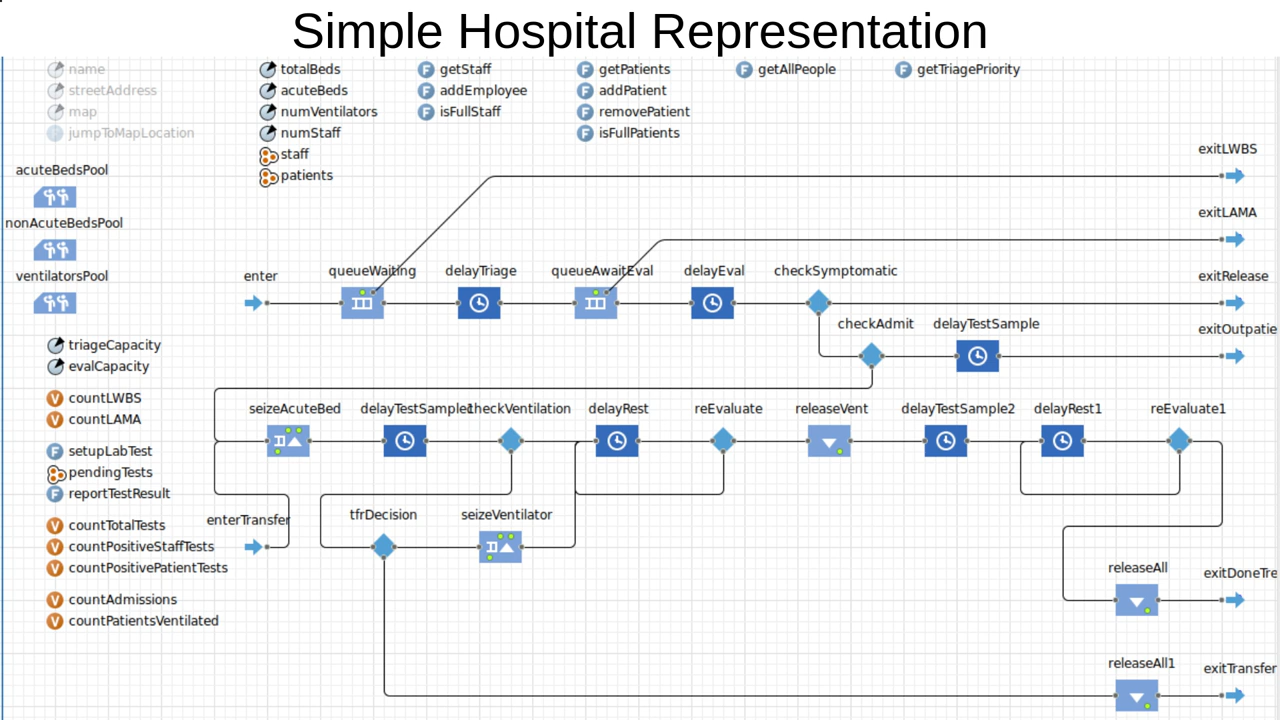 Simple Hospital Representation
name
streetAddress
map
jumpToMapLocation
totalBeds
acuteBeds
numVentilators
numStaff
staff
patients
getStaff
addEmployee
isFullStaff
getPatients
addPatient
removePatient
isFullPatients
getAllPeople
getTriagePriority
acuteBedsPool
nonAcuteBedsPool
ventilatorsPool
exitLWBS
exitLAMA
enter
queueWaiting
delayTriage
queueAwaitEval
delayEval
checkSymptomatic
exitRelease
checkAdmit
delayTestSample
exitOutpatie
triageCapacity
evalCapacity
countLWBS
countLAMA
setupLabTest
pendingTests
reportTestResult
countTotalTests
countPositiveStaffTests
countPositivePatientTests
countAdmissions
countPatientsVentilated
seizeAcuteBed
delayTestSample1
checkVentilation
delayRest
reEvaluate
releaseVent
delayTestSample2
delayRest1
reEvaluate1
enterTransfer
tfrDecision
seizeVentilator
releaseAll
exitDoneTre
releaseAll1
exitTransfer